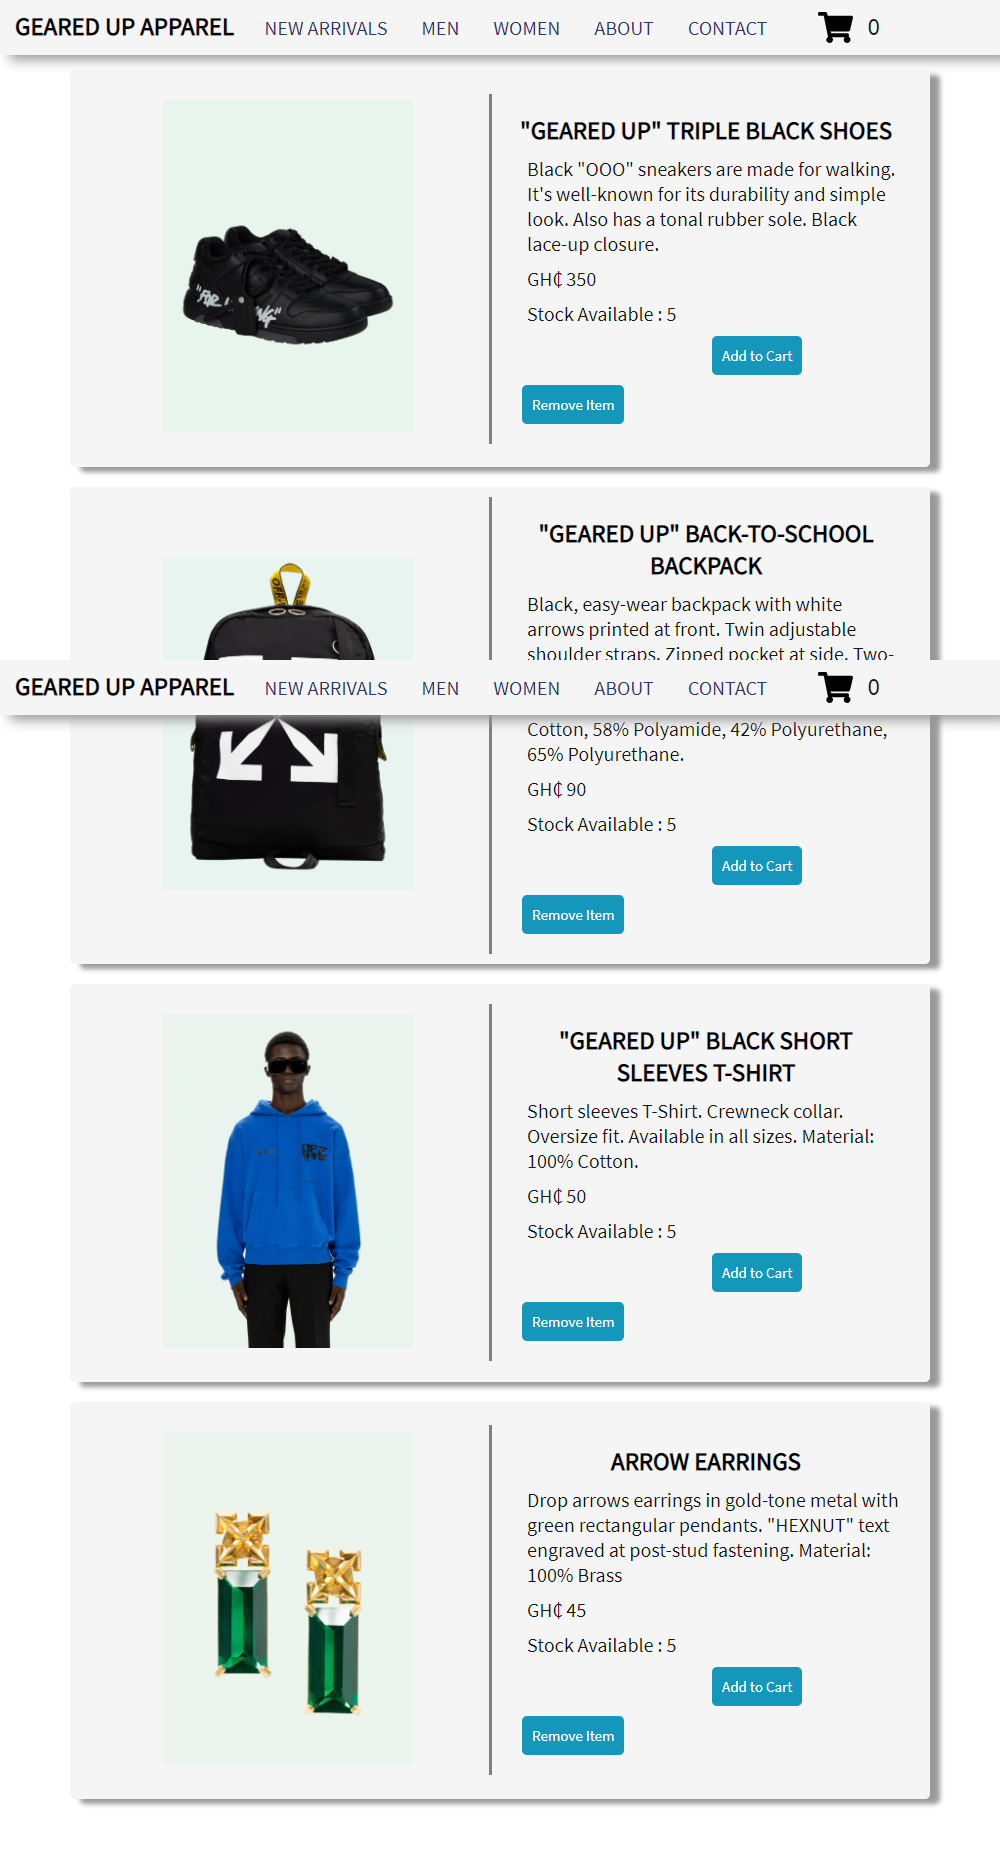 GEARED UP APPAREL NEW ARRIVALS MEN WOMEN ABOUT CONTACT 0
"GEARED UP" TRIPLE BLACK SHOES
Black "OOO" sneakers are made for walking.
It's well-known for its durability and simple
look. Also has a tonal rubber sole. Black
lace-up closure.
GH₵ 350
Stock Available : 5
Add to Cart
Remove Item
"GEARED UP" BACK-TO-SCHOOL
BACKPACK
Black, easy-wear backpack with white
arrows printed at front. Twin adjustable
shoulder straps. Zipped pocket at side. Two-
GEARED UP APPAREL NEW ARRIVALS MEN WOMEN ABOUT CONTACT 0
Cotton, 58% Polyamide, 42% Polyurethane,
65% Polyurethane.
GH₵ 90
Stock Available : 5
Add to Cart
Remove Item
"GEARED UP" BLACK SHORT
SLEEVES T-SHIRT
Short sleeves T-Shirt. Crewneck collar.
Oversize fit. Available in all sizes. Material:
100% Cotton.
GH₵ 50
Stock Available : 5
Add to Cart
Remove Item
ARROW EARRINGS
Drop arrows earrings in gold-tone metal with
green rectangular pendants. "HEXNUT" text
engraved at post-stud fastening. Material:
100% Brass
GH₵ 45
Stock Available : 5
Add to Cart
Remove Item